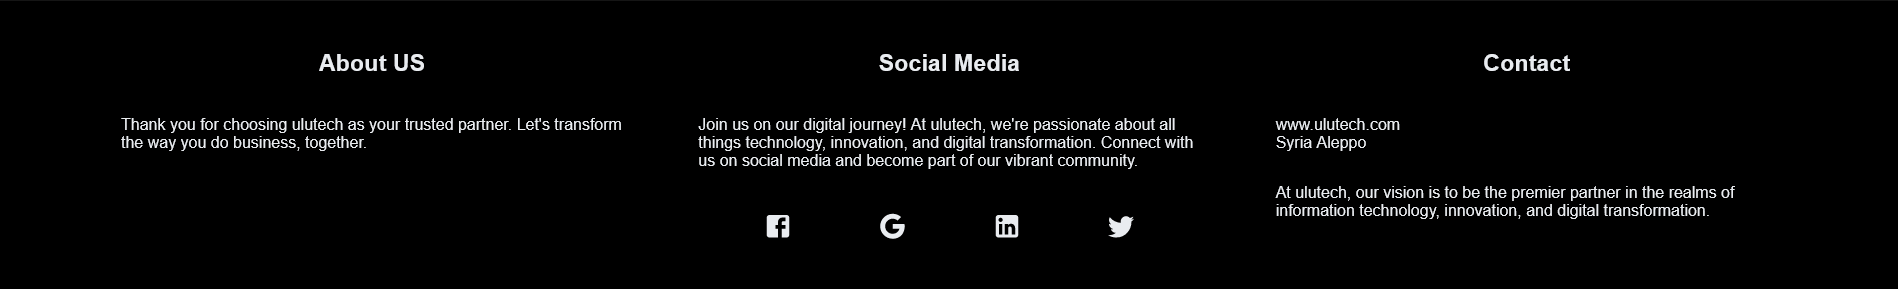 About US
Thank you for choosing ulutech as your trusted partner. Let's transform
the way you do business, together.
Social Media
Join us on our digital journey! At ulutech, we're passionate about all
things technology, innovation, and digital transformation. Connect with
us on social media and become part of our vibrant community.
Contact
www.ulutech.com
Syria Aleppo
At ulutech, our vision is to be the premier partner in the realms of
information technology, innovation, and digital transformation.